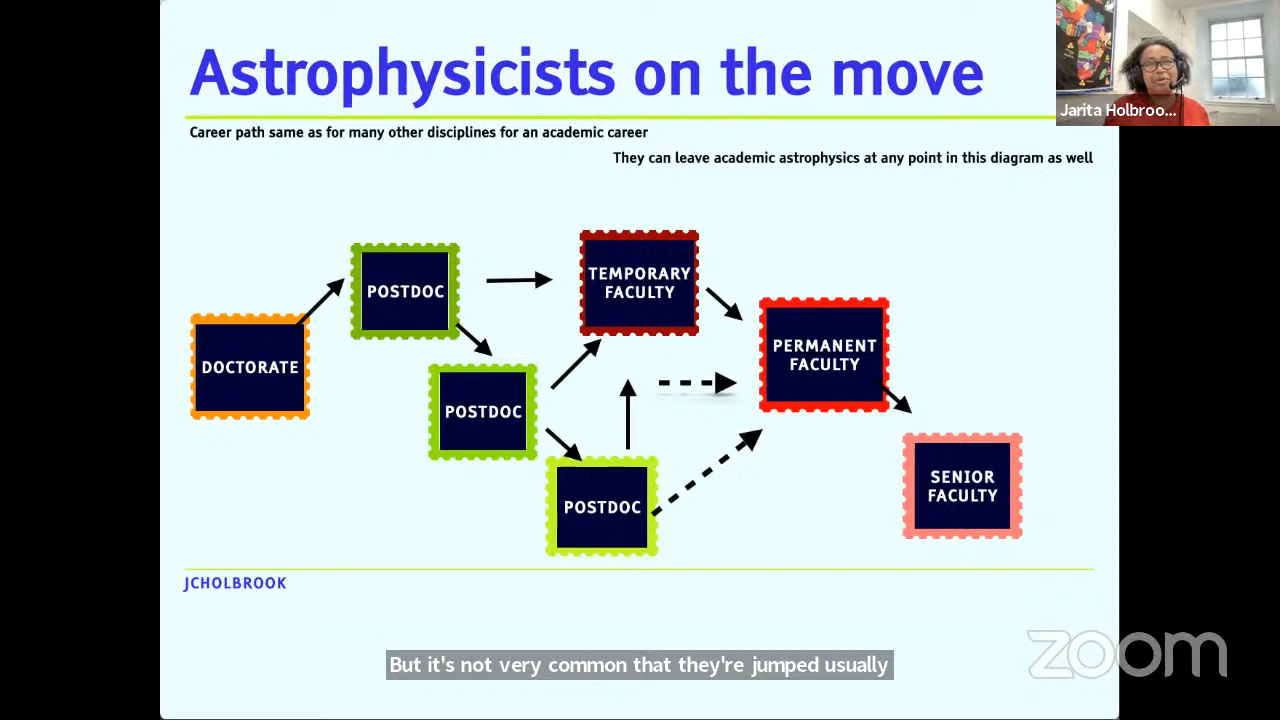 Astrophysicists on the move
Jarita Holbroo...
Career path same as for many other disciplines for an academic career
They can leave academic astrophysics at any point in this diagram as well
DOCTORATE
POSTDOC
POSTDOC
POSTDOC
TEMPORARY
FACULTY
PERMANENT
FACULTY
SENIOR
FACULTY
JCHOLBROOK
But it's not very common that they're jumped usually
zoom